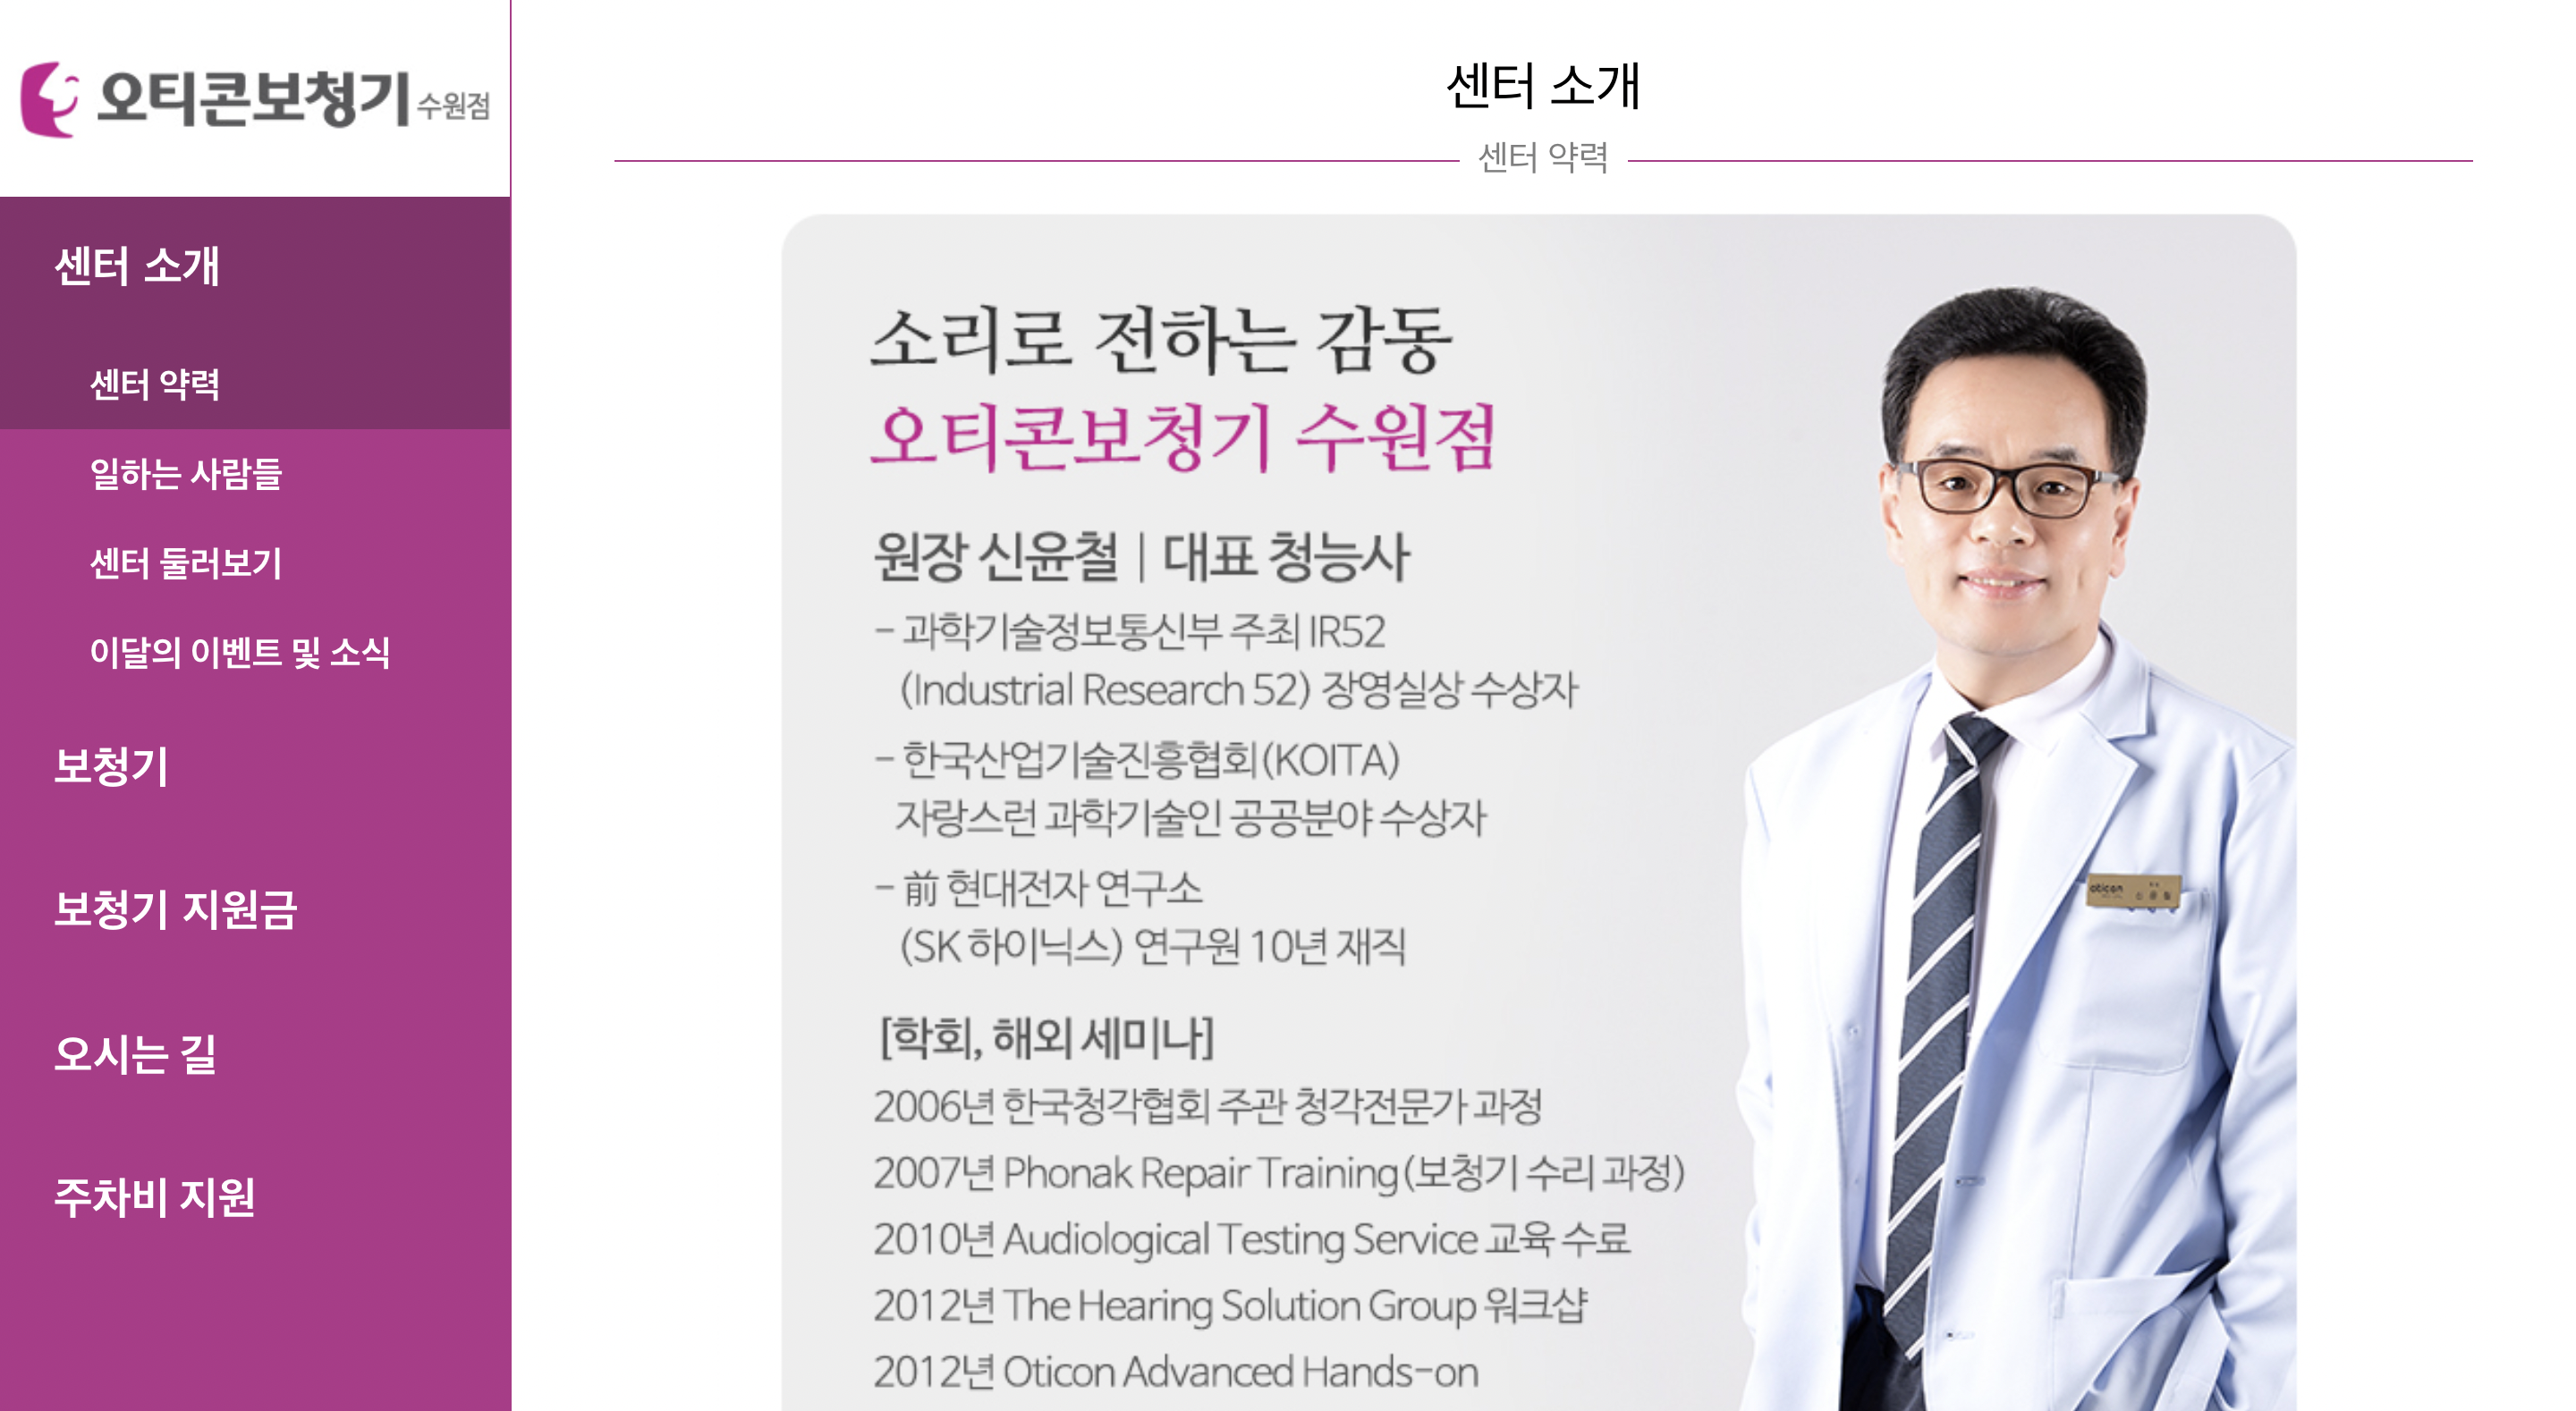 오티콘보청기 수원점
센터 소개
센터 약력
일하는 사람들
센터 둘러보기
이달의 이벤트 및 소식
보청기
보청기 지원금
오시는 길
주차비 지원
센터 소개
센터 약력
소리로 전하는 감동
오티콘보청기 수원점
원장 신윤철 | 대표 청능사
- 과학기술정보통신부 주최 IR52
(Industrial Research 52) 장영실상 수상자
- 한국산업기술진흥협회(KOITA)
자랑스런 과학기술인 공공분야 수상자
- 前 현대전자 연구소
(SK 하이닉스) 연구원 10년 재직
[학회, 해외 세미나]
2006년 한국청각협회 주관 청각전문가 과정
2007년 Phonak Repair Training(보청기 수리 과정)
2010년 Audiological Testing Service 교육 수료
2012년 The Hearing Solution Group 워크샵
2012년 Oticon Advanced Hands-on
oticon